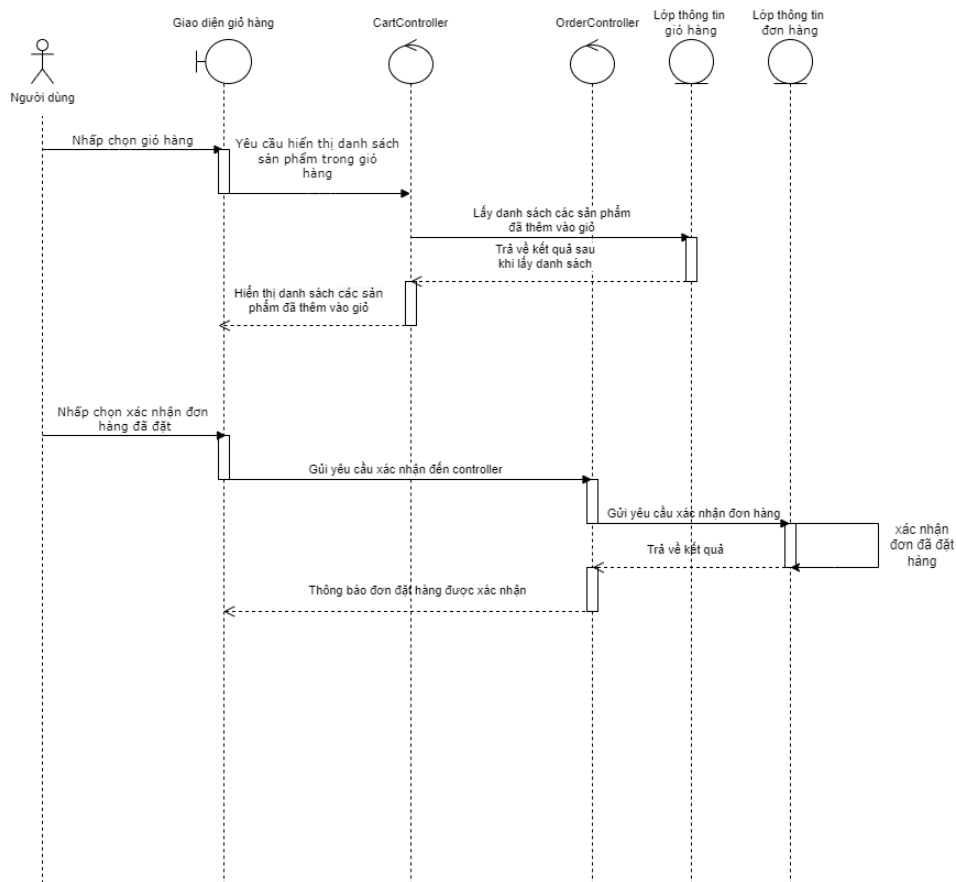 Giao diện giỏ hàng
CartController
OrderController
Lớp thông tin
giỏ hàng
Lớp thông tin
đơn hàng
Người dùng
Nhấp chọn giỏ hàng
Yêu cầu hiển thị danh sách
sản phẩm trong giỏ
hàng
Lấy danh sách các sản phẩm
đã thêm vào giỏ
Trả về kết quả sau
khi lấy danh sách
Hiển thị danh sách các sản
phẩm đã thêm vào giỏ
Nhấp chọn xác nhận đơn
hàng đã đặt
Gủi yêu cầu xác nhận đến controller
Gửi yêu cầu xác nhận đơn hàng
xác nhận
đơn đã đặt
hàng
Trả về kết quả
Thông báo đơn đặt hàng được xác nhận